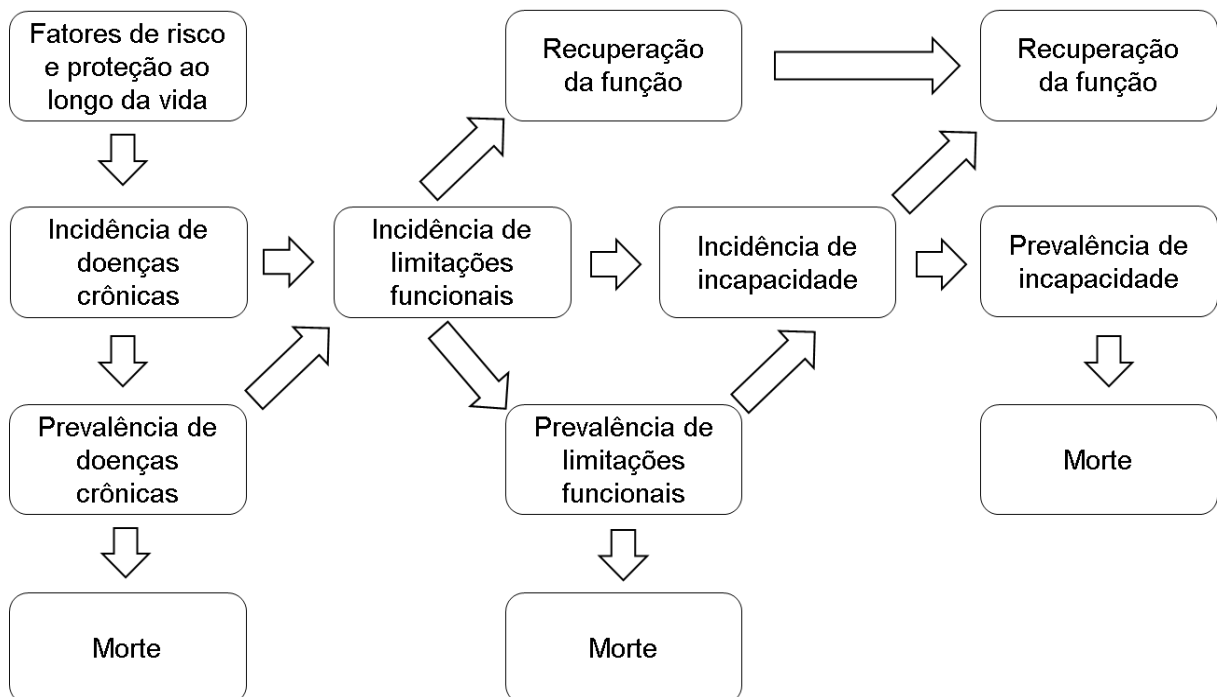 Fatores de risco
e proteção ao
longo da vida
Recuperação
da função
Recuperação
da função
Incidência de
doenças
crônicas
Incidência de
limitações
funcionais
Incidência de
incapacidade
Prevalência de
incapacidade
Prevalência de
doenças
crônicas
Prevalência de
limitações
funcionais
Morte
Morte
Morte